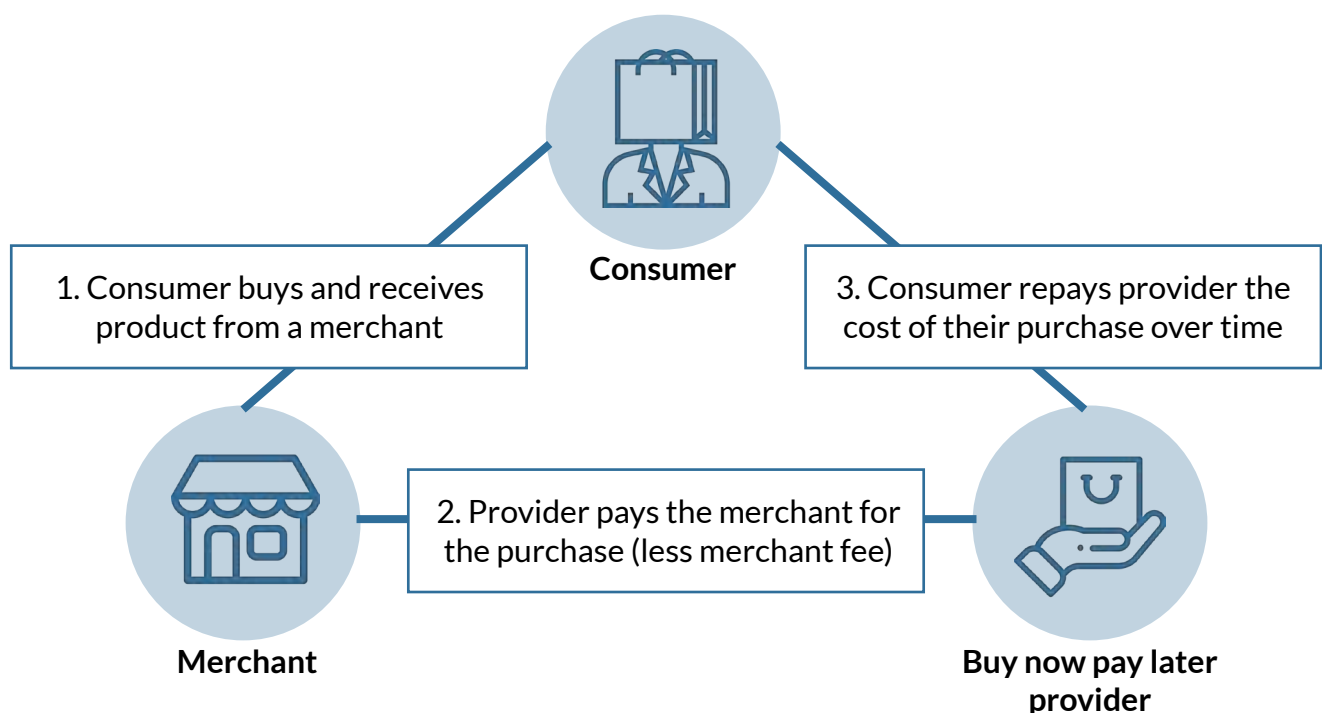 Consumer
1. Consumer buys and receives
product from a merchant
3. Consumer repays provider the
cost of their purchase over time
2. Provider pays the merchant for
the purchase (less merchant fee)
Merchant
Buy now pay later
provider